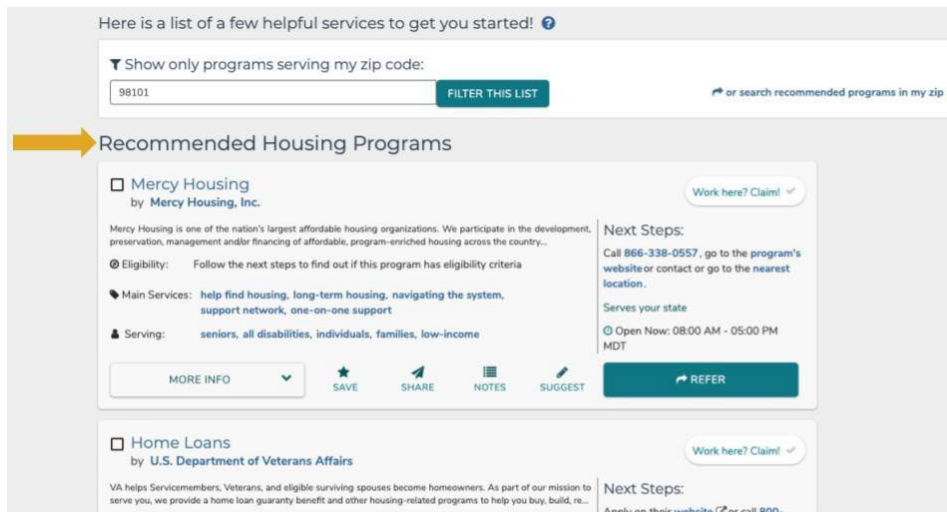 Here is a list of a few helpful services to get you started!
Show only programs serving my zip code:
98101
FILTER THIS LIST
or search recommended programs in my zip
Recommended Housing Programs
Mercy Housing
by Mercy Housing, Inc.
Work here? Claim!
Mercy Housing is one of the nation's largest affordable housing organizations. We participate in the development,
preservation, management and/or financing of affordable, program-enriched housing across the country...
Eligibility: Follow the next steps to find out if this program has eligibility criteria
Main Services: help find housing, long-term housing, navigating the system,
support network, one-on-one support
Serving: seniors, all disabilities, individuals, families, low-income
Next Steps:
Call 866-338-0557, go to the program's
website or contact or go to the nearest
location.
Serves your state
Open Now: 08:00 AM - 05:00 PM
MDT
MORE INFO
SAVE
SHARE
NOTES
SUGGEST
REFER
Home Loans
by U.S. Department of Veterans Affairs
Work here? Claim!
VA helps Servicemembers, Veterans, and eligible surviving spouses become homeowners. As part of our mission to
serve you, we provide a home loan guaranty benefit and other housing-related programs to help you buy, build, re...
Next Steps:
Apply on their website or call 800-